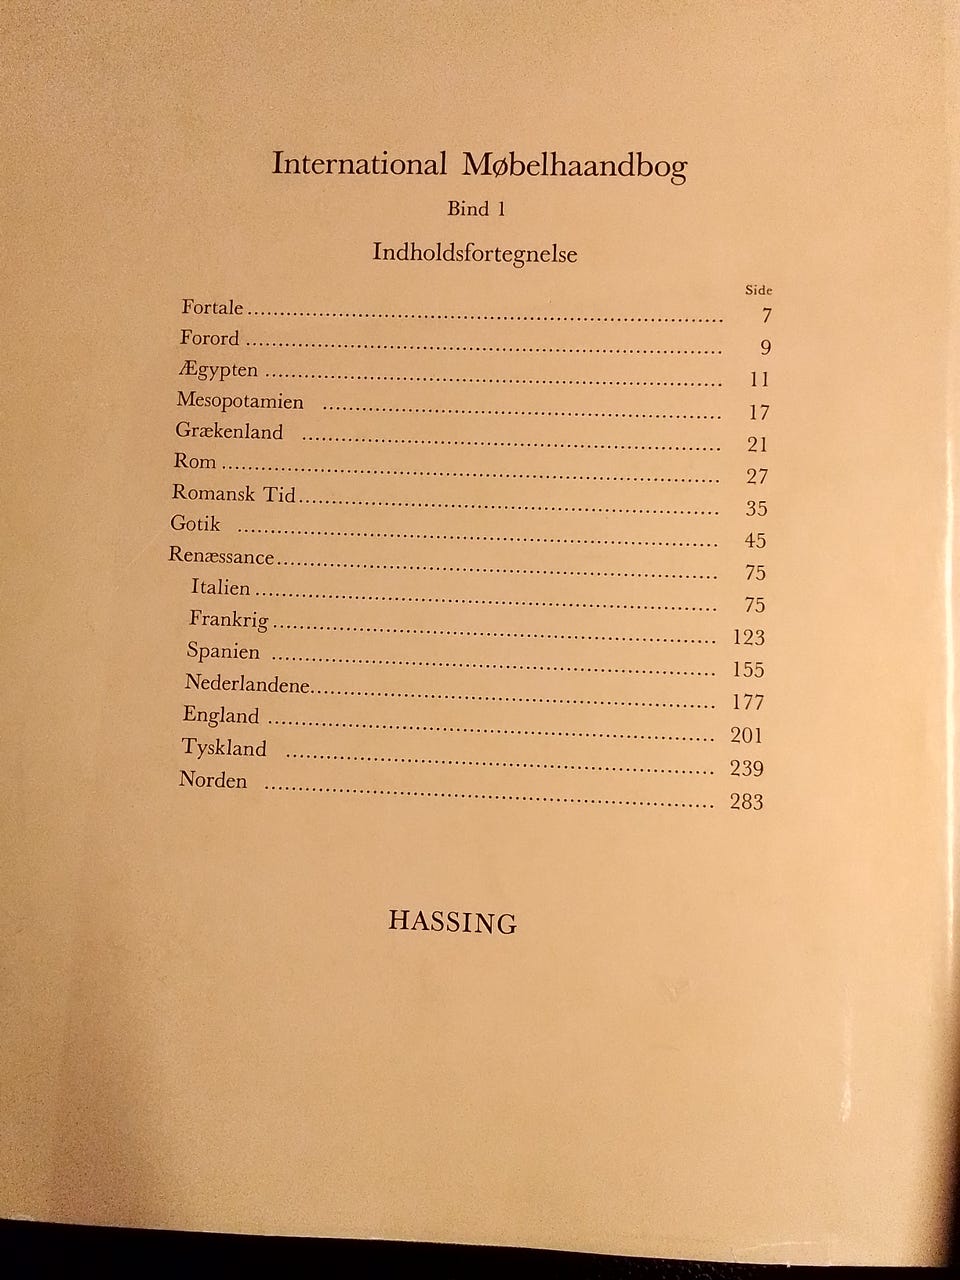 International Møbelhaandbog
Bind 1
Indholdsfortegnelse
Side
Fortale ........ 7
Forord ........ 9
Ægypten ........ 11
Mesopotamien ........ 17
Grækenland ........ 21
Rom ........ 27
Romansk Tid ........ 35
Gotik ........ 45
Renæssance ........ 75
Italien ........ 75
Frankrig ........ 123
Spanien ........ 155
Nederlandene ........ 177
England ........ 201
Tyskland ........ 239
Norden ........ 283
HASSING